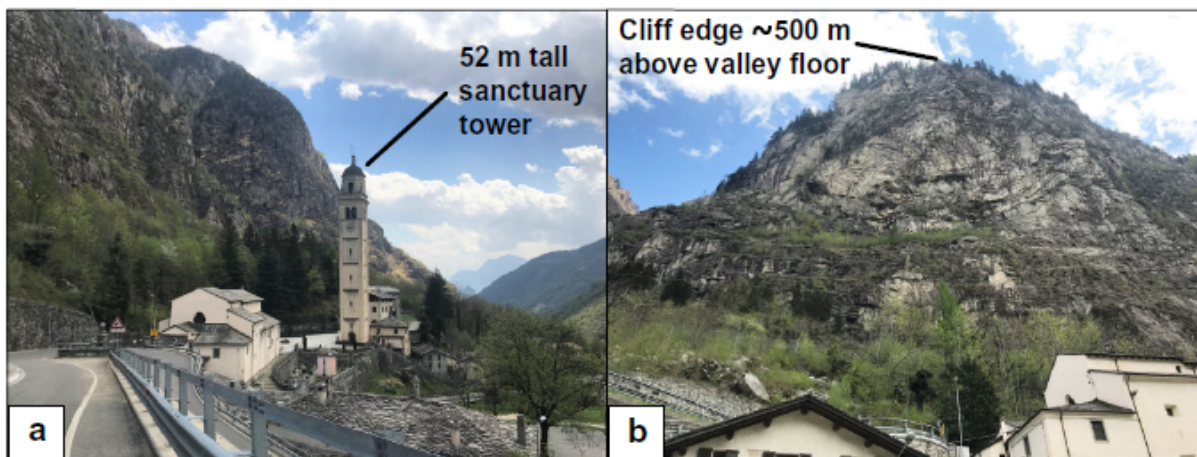 52 m tall
sanctuary
tower
a
Cliff edge ~500 m
above valley floor
b